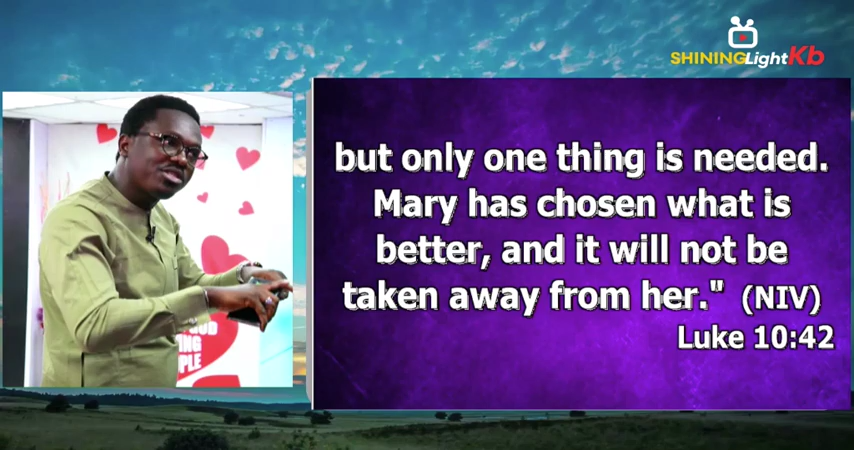 SHININGLightKb
but only one thing is needed.
Mary has chosen what is
better, and it will not be
taken away from her." (NIV)
Luke 10:42